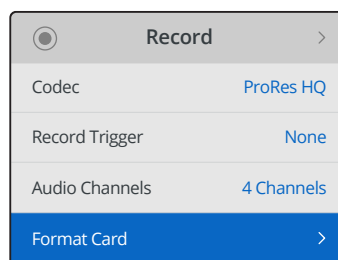 Record
Codec ProRes HQ
Record Trigger None
Audio Channels 4 Channels
Format Card